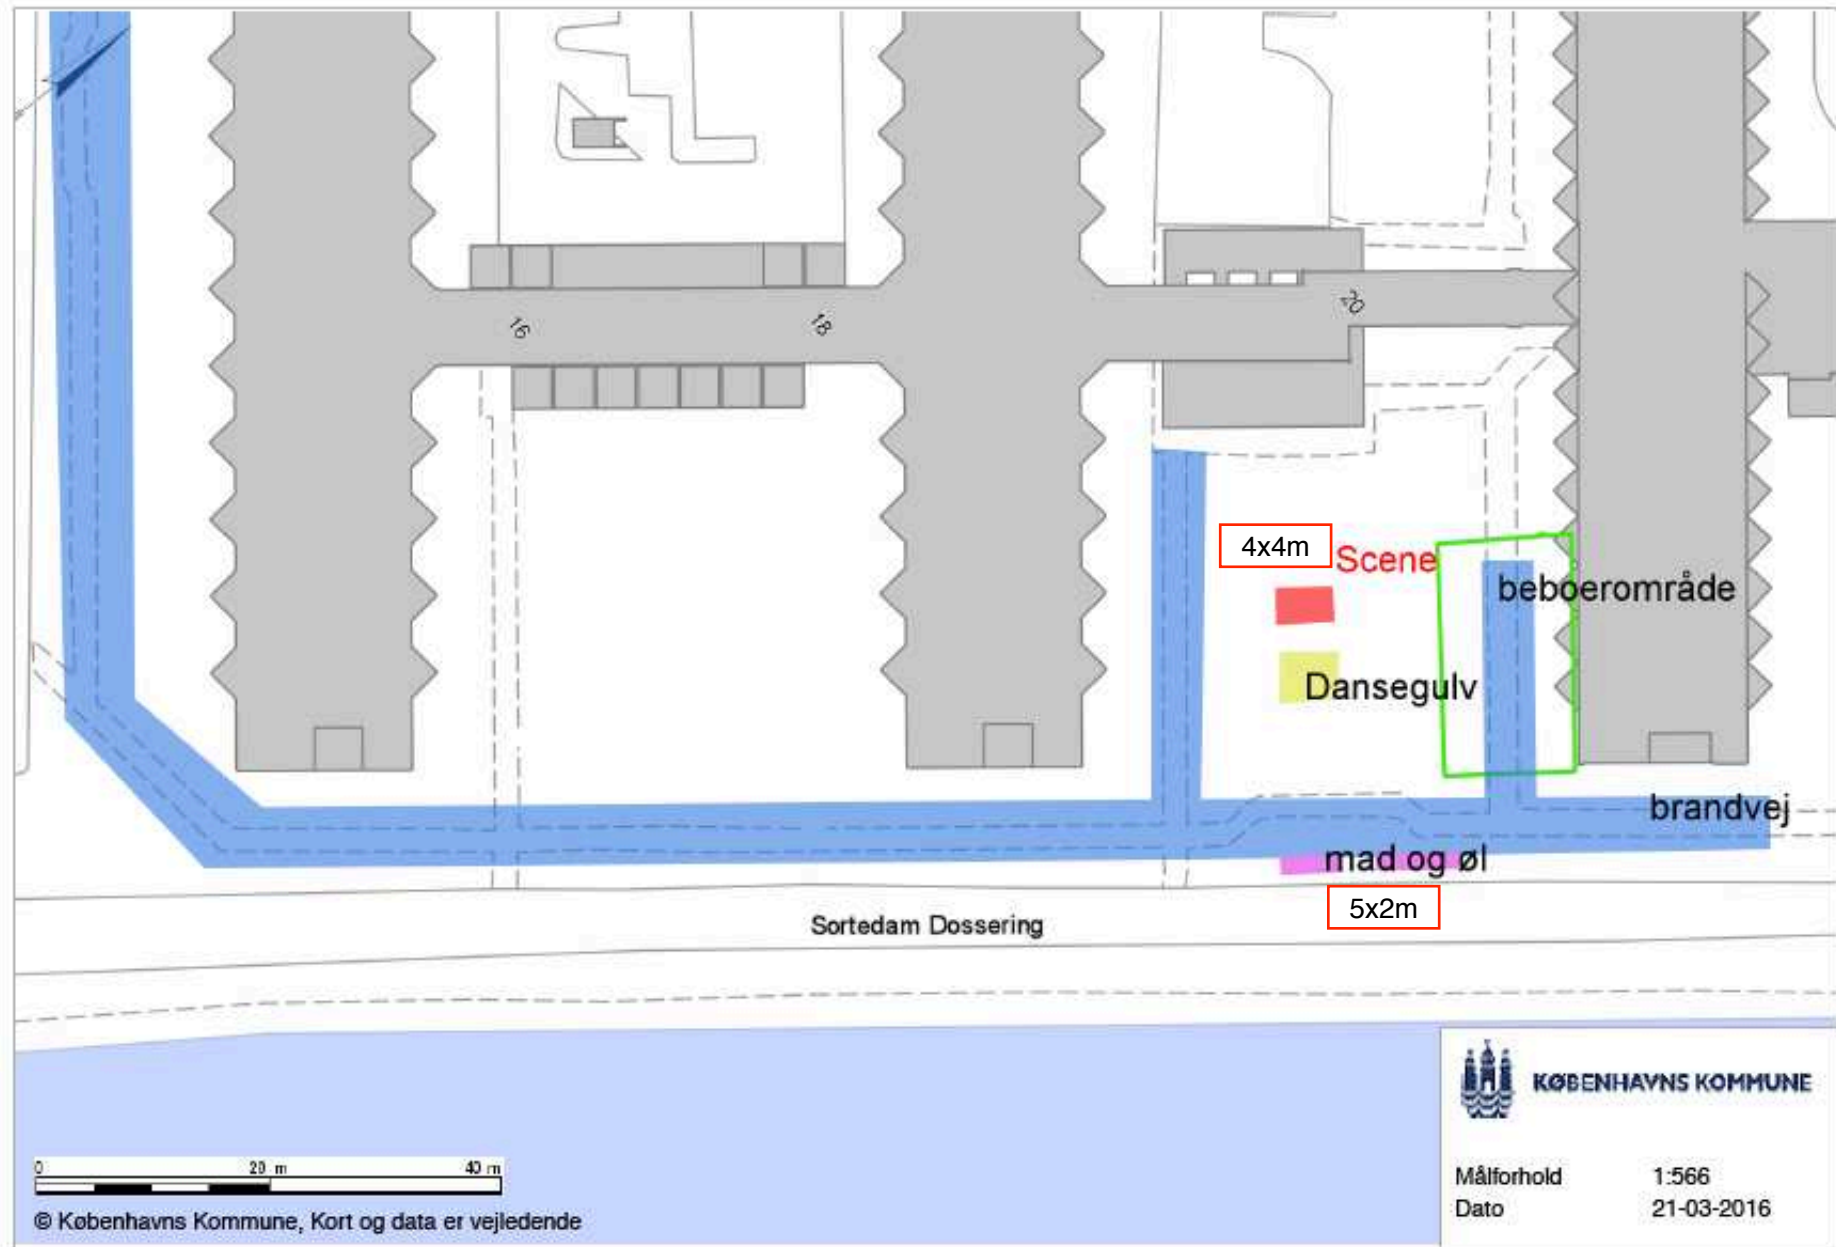 16
18
20
4x4m
Scene
beboerområde
Dansegulv
brandvej
mad og øl
5x2m
Sortedam Dossering
KØBENHAVNS KOMMUNE
0 20 m 40 m
Målforhold 1:566
Dato 21-03-2016
© Københavns Kommune, Kort og data er vejledende